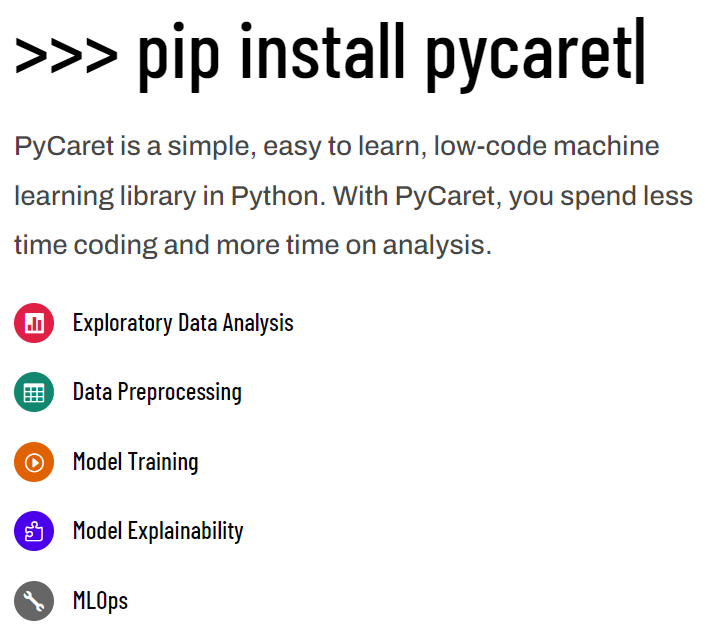 >>> pip install pycaret
PyCaret is a simple, easy to learn, low-code machine
learning library in Python. With PyCaret, you spend less
time coding and more time on analysis.
Exploratory Data Analysis
Data Preprocessing
Model Training
Model Explainability
MLOps